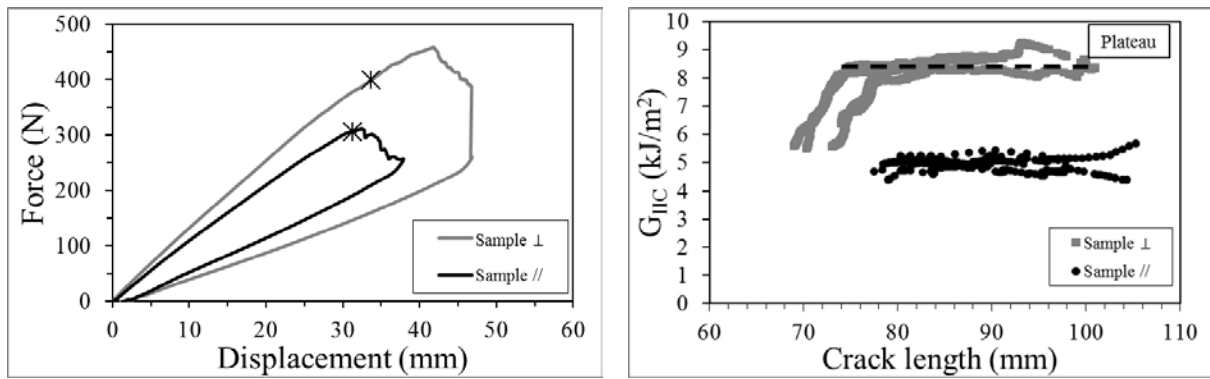 500
400
300
200
100
0
Force (N)
0 10 20 30 40 50 60
Displacement (mm)
Sample ⊥
Sample //
10
9
8
7
6
5
4
3
2
1
0
G_IIC (kJ/m²)
60 70 80 90 100 110
Crack length (mm)
Plateau
Sample ⊥
Sample //